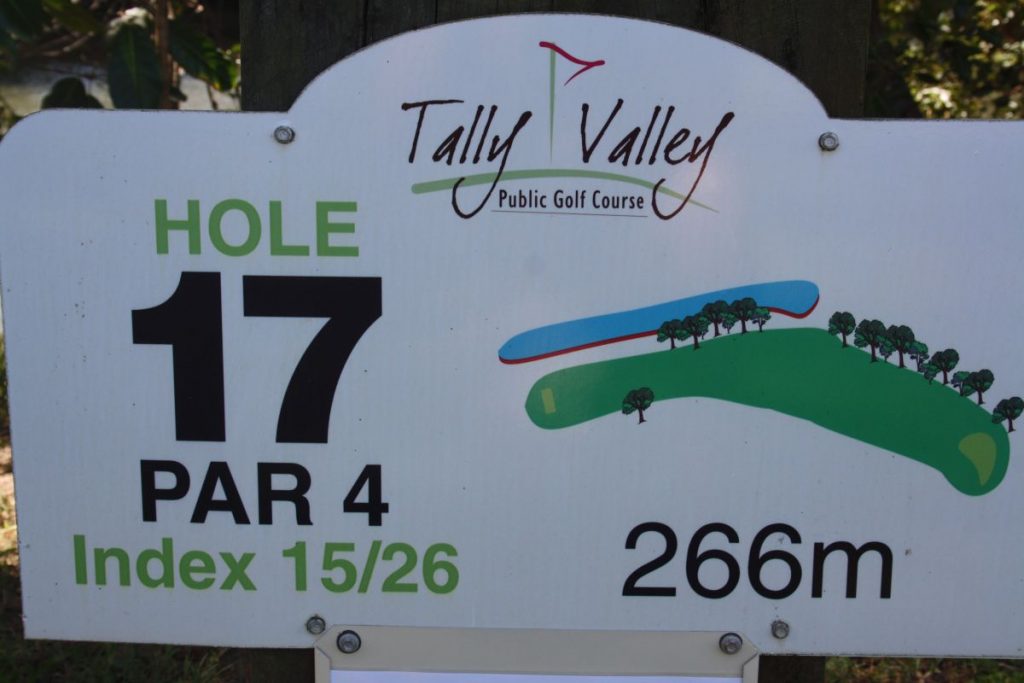 Tally Valley
Public Golf Course
HOLE
17
PAR 4
Index 15/26
266m